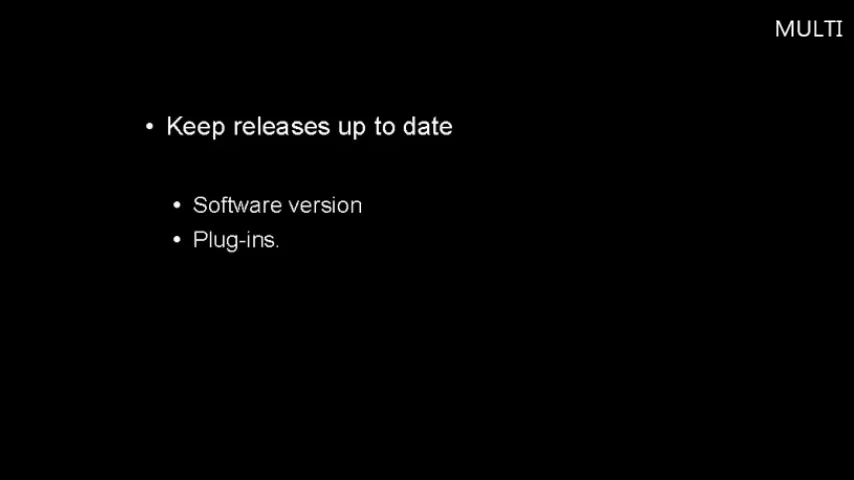 MULTI
• Keep releases up to date
• Software version
• Plug-ins.